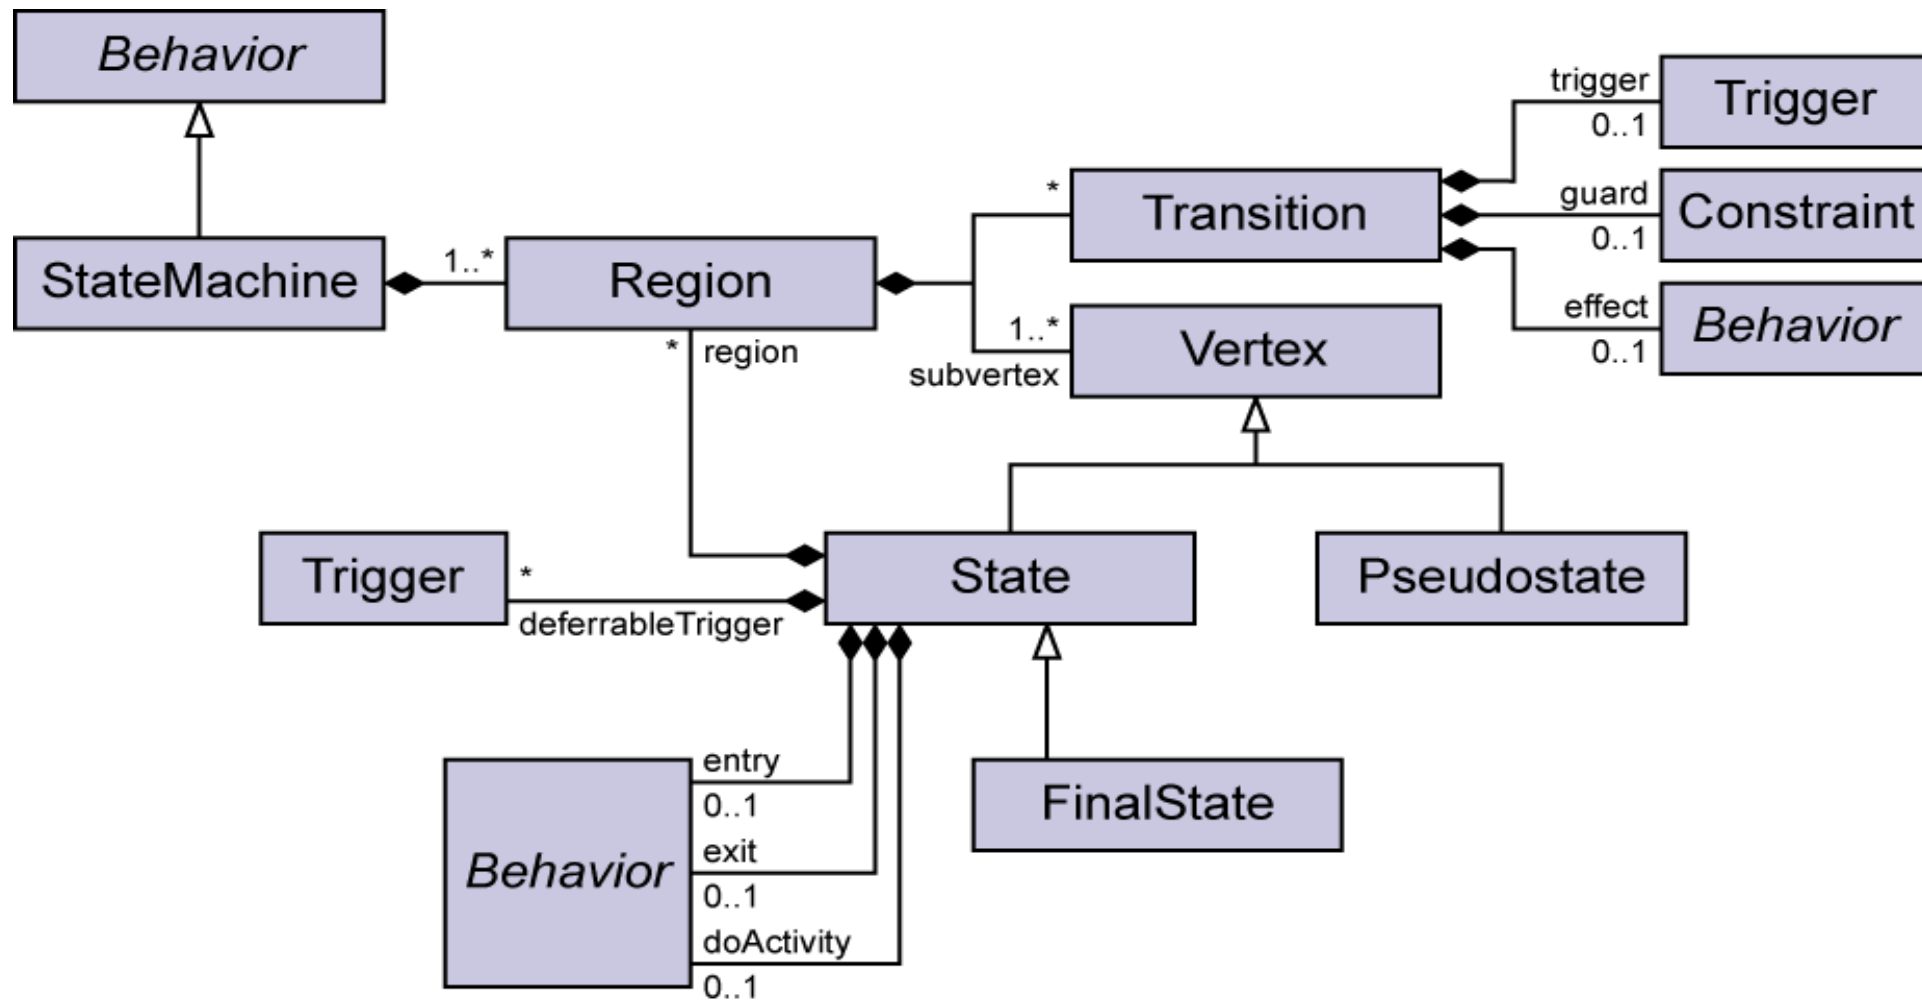 Behavior
trigger
Trigger
0..1
*
Transition
guard
Constraint
0..1
StateMachine
1..*
Region
effect
Behavior
0..1
*
region
1..*
subvertex
Vertex
Trigger
*
deferrableTrigger
State
Pseudostate
entry
0..1
Behavior
exit
0..1
doActivity
0..1
FinalState